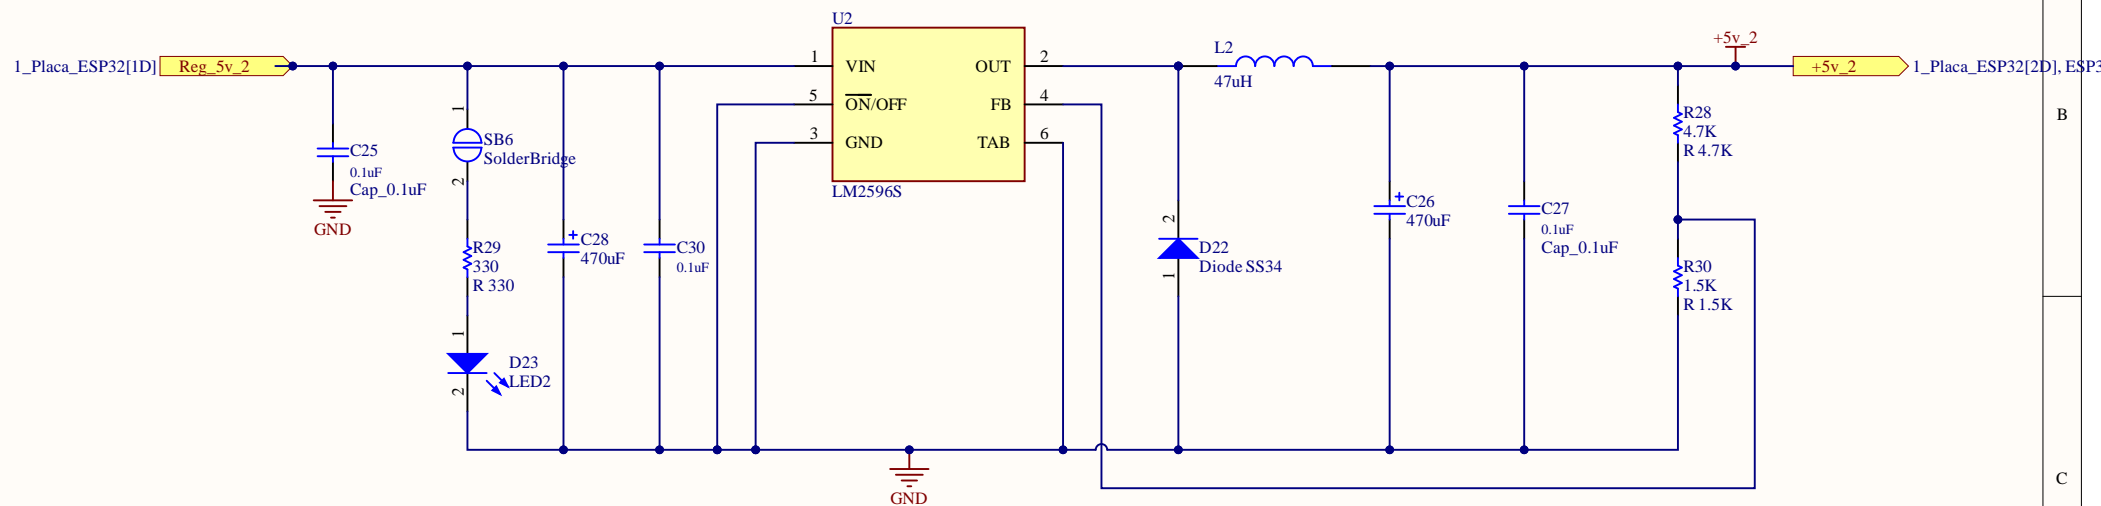 U2
1_Placa_ESP32[1D]
Reg_5v_2
1
VIN
OUT
2
5
ON/OFF
FB
4
3
GND
TAB
6
LM2596S
C25
0.1uF
Cap_0.1uF
GND
1
SB6
SolderBridge
2
R29
330
R 330
1
D23
LED2
2
C28
470uF
C30
0.1uF
GND
L2
47uH
2
D22
Diode SS34
1
C26
470uF
C27
0.1uF
Cap_0.1uF
R28
4.7K
R 4.7K
R30
1.5K
R 1.5K
+5v_2
+5v_2
1_Placa_ESP32[2D], ESP3
B
C